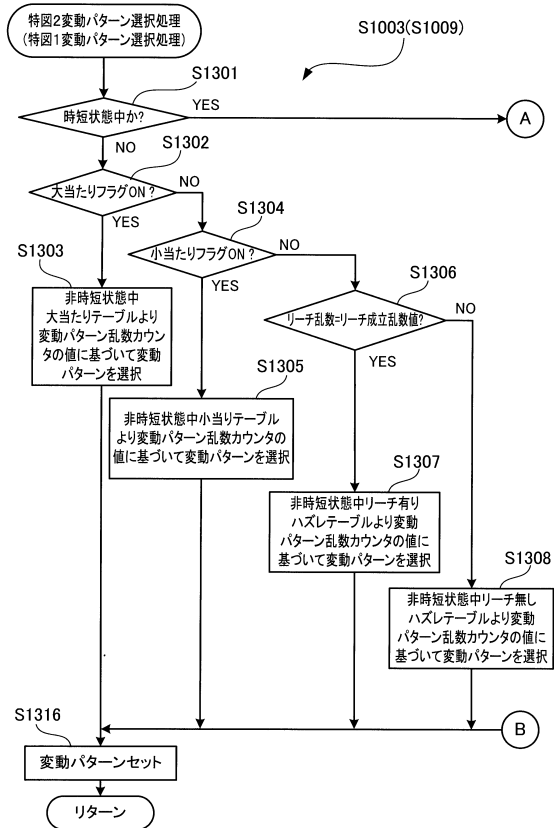 特図2変動パターン選択処理
(特図1変動パターン選択処理)
S1003(S1009)
S1301
時短状態中か?
YES
A
NO
S1302
大当たりフラグON?
NO
YES
S1304
小当たりフラグON?
NO
YES
S1303
非時短状態中
大当たりテーブルより
変動パターン乱数カウン
タの値に基づいて変動
パターンを選択
S1306
リーチ乱数=リーチ成立乱数値?
NO
YES
S1305
非時短状態中小当りテーブル
より変動パターン乱数カウンタの
値に基づいて変動パターンを選択
S1307
非時短状態中リーチ有り
ハズレテーブルより変動
パターン乱数カウンタの値に
基づいて変動パターンを選択
S1308
非時短状態中リーチ無し
ハズレテーブルより変動
パターン乱数カウンタの値に
基づいて変動パターンを選択
B
S1316
変動パターンセット
リターン